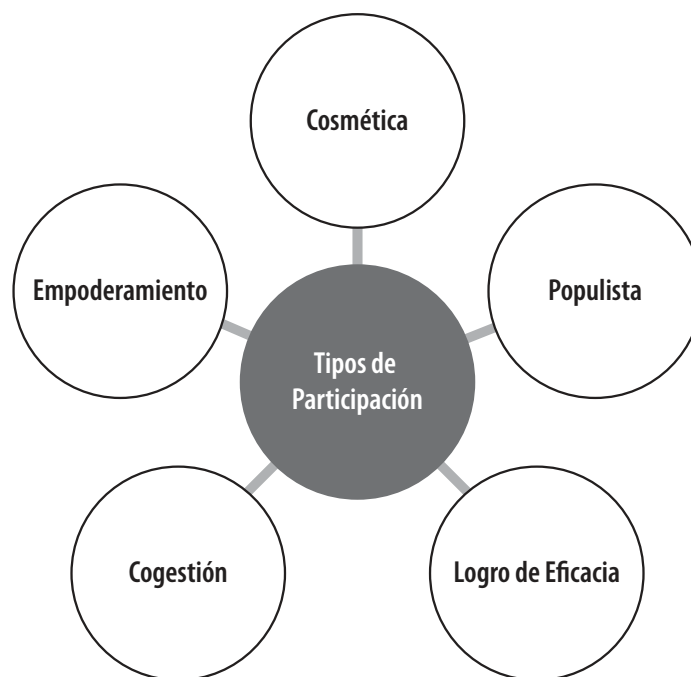 Cosmética
Empoderamiento
Populista
Tipos de
Participación
Cogestión
Logro de Eficacia